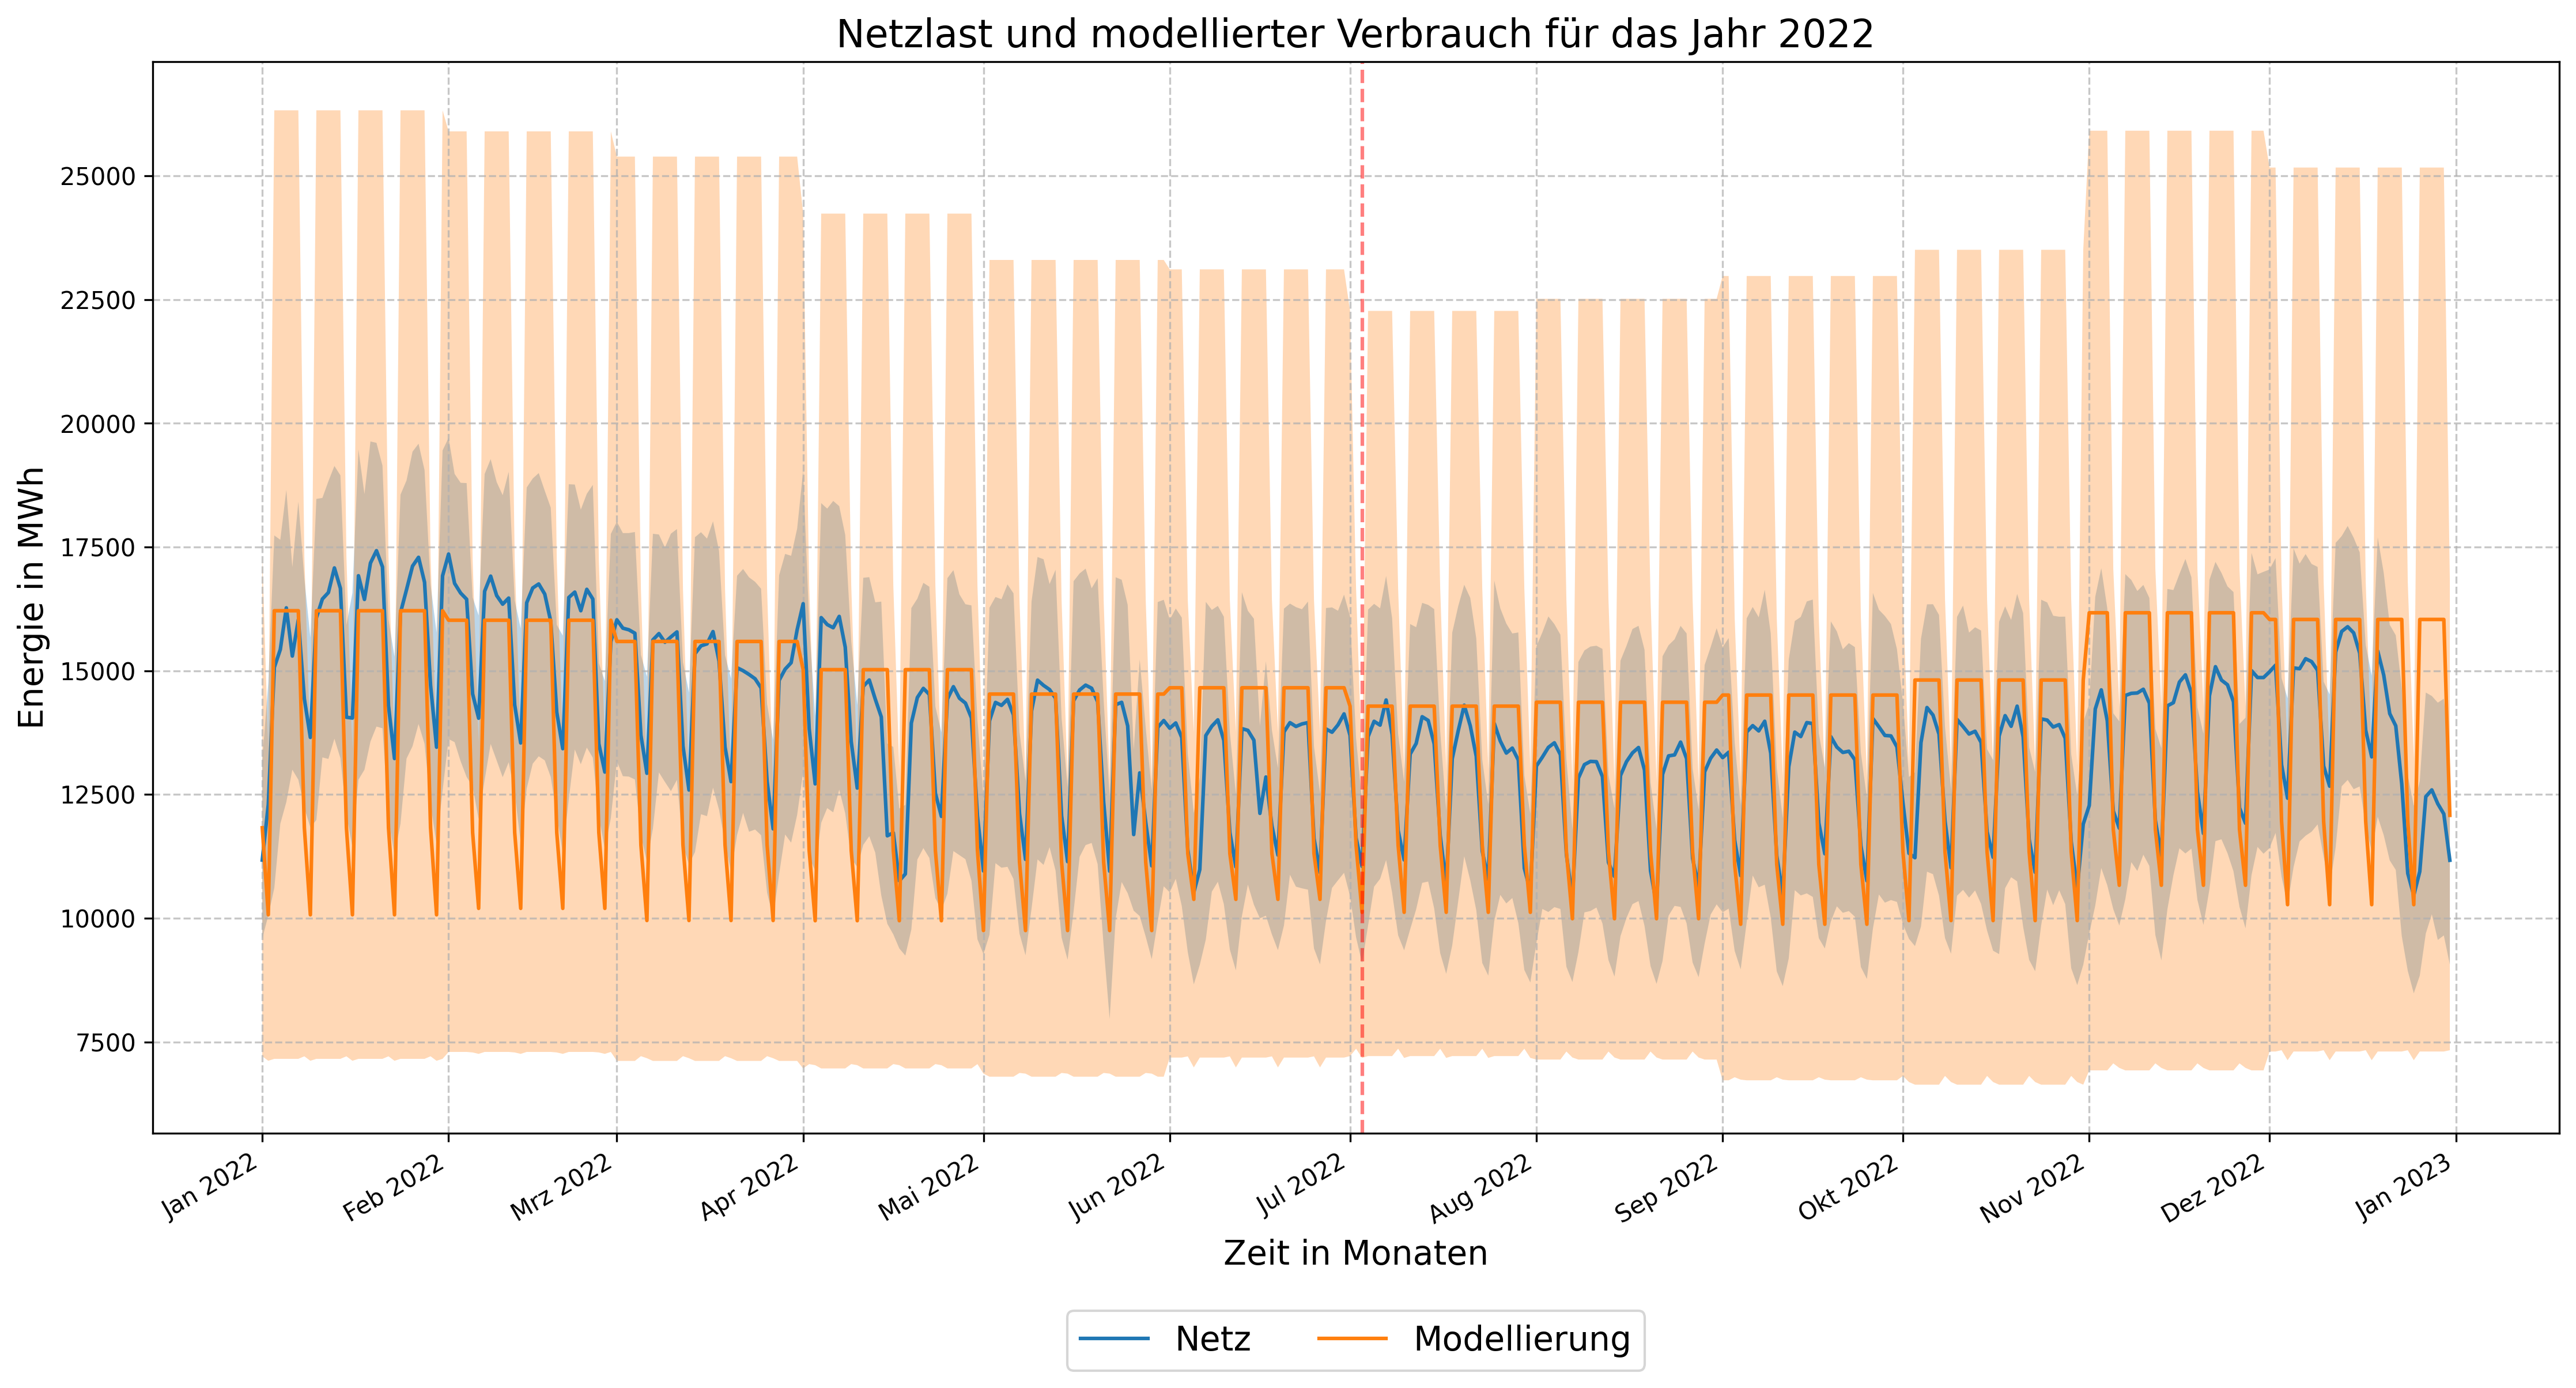 Netzlast und modellierter Verbrauch für das Jahr 2022
Energie in MWh
25000
22500
20000
17500
15000
12500
10000
7500
Jan 2022
Feb 2022
Mrz 2022
Apr 2022
Mai 2022
Jun 2022
Jul 2022
Aug 2022
Sep 2022
Okt 2022
Nov 2022
Dez 2022
Jan 2023
Zeit in Monaten
Netz
Modellierung